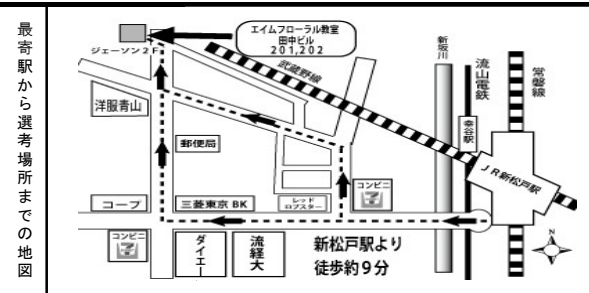 最寄駅から選考場所までの地図
エイムフローラル教室
田中ビル
201,202
ジェーソン2F
武蔵野線
新坂川
流山電鉄
常磐線
幸谷駅
JR新松戸駅
洋服青山
郵便局
コンビニ
コープ
三菱東京BK
レッド
ロブスター
コンビニ
ダイエー
流経大
新松戸駅より
徒歩約9分
N